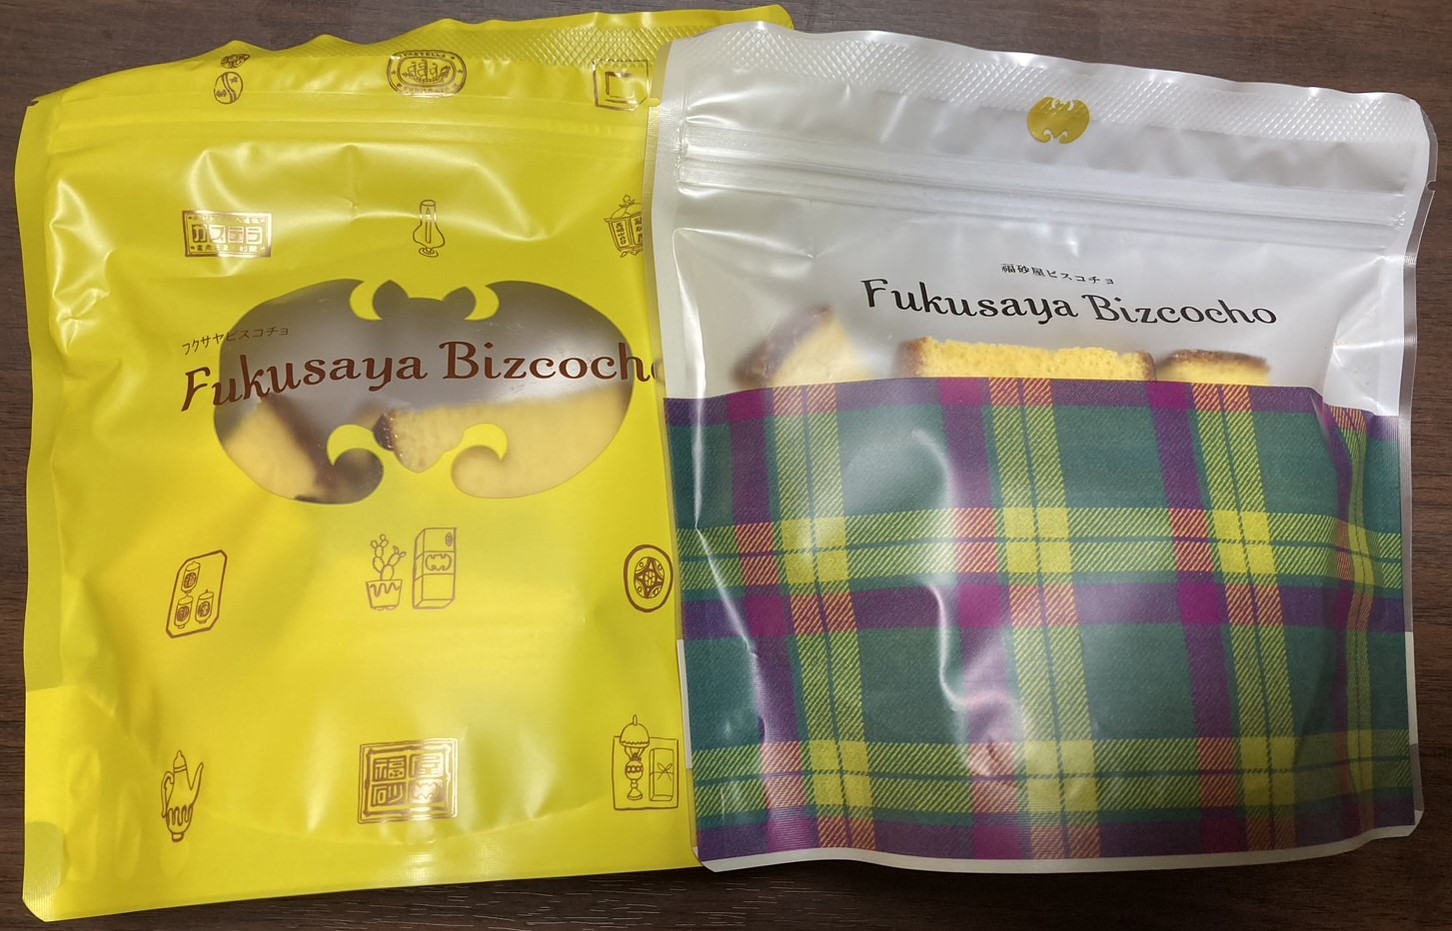 カステラ
フクサヤビスコチョ
Fukusaya Bizcocho
福屋
砂
福砂屋ビスコチョ
Fukusaya Bizcocho